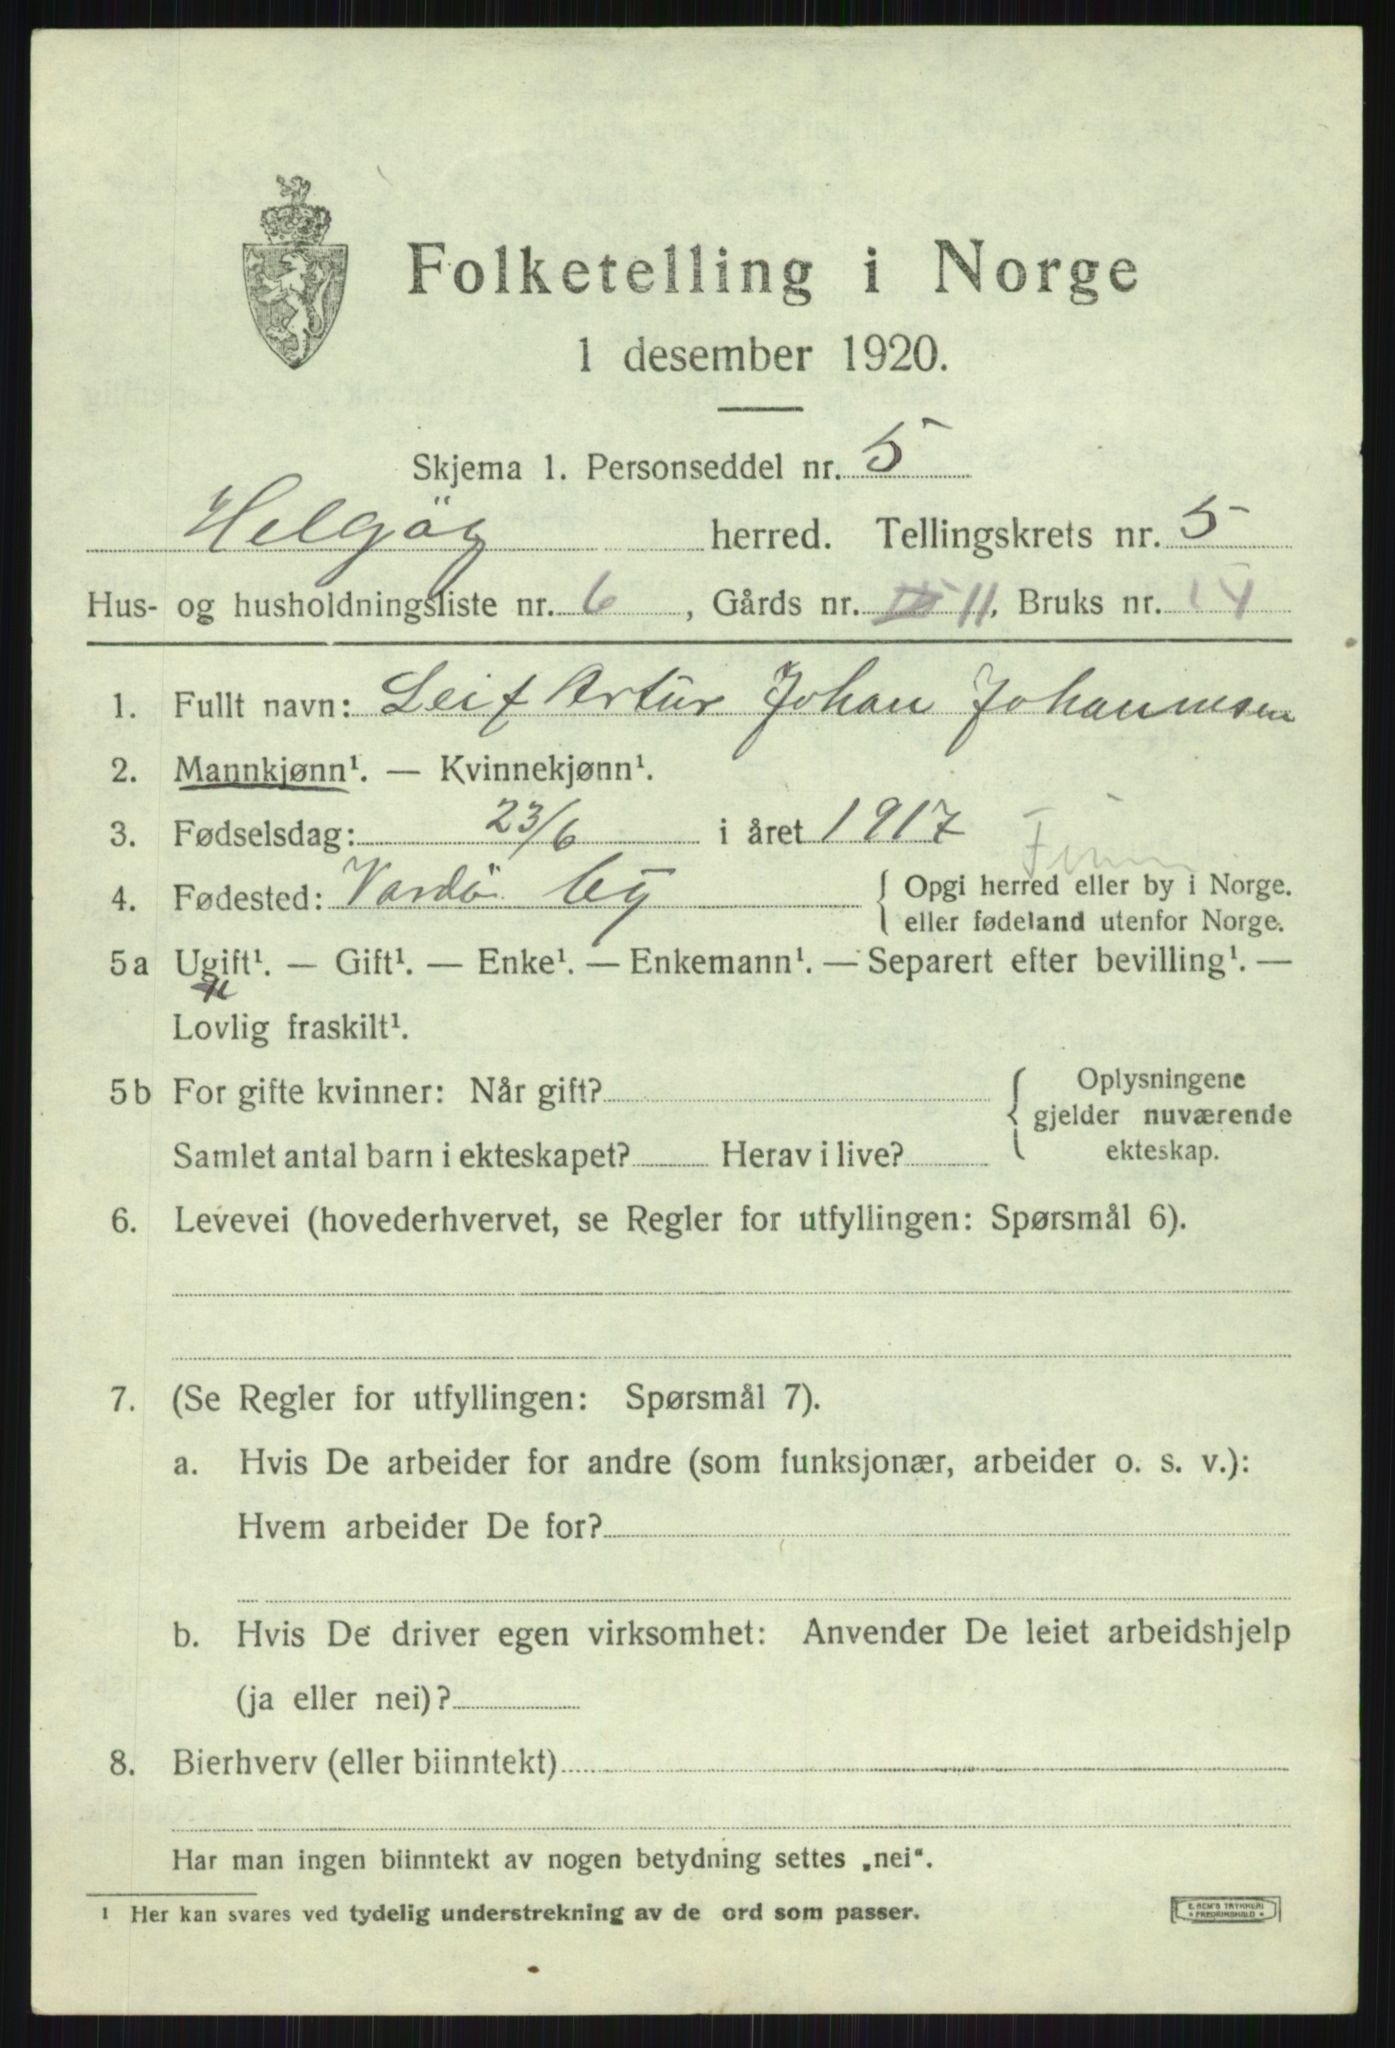 Folketelling i Norge
1 desember 1920.
Skjema 1. Personseddel nr. 5
Helgöy herred. Tellingskrets nr. 5
Hus- og husholdningsliste nr. 6, Gårds nr. 11, Bruks nr. 14
1. Fullt navn: Leif Artur Johan Johannesen
2. Mannkjønn¹. — Kvinnekjønn¹.
3. Fødselsdag: 23/6 i året 1917
4. Fødested: Vardö by { Opgi herred eller by i Norge.
eller fødeland utenfor Norge.
5a Ugift¹. — Gift¹. — Enke¹. — Enkemann¹. — Separert efter bevilling¹. —
Lovlig fraskilt¹.
5b For gifte kvinner: Når gift? { Oplysningene
gjelder nuværende
Samlet antal barn i ekteskapet? Herav i live? ekteskap.
6. Levevei (hovederhvervet, se Regler for utfyllingen: Spørsmål 6).
7. (Se Regler for utfyllingen: Spørsmål 7).
a. Hvis De arbeider for andre (som funksjonær, arbeider o. s. v.):
Hvem arbeider De for?
b. Hvis De driver egen virksomhet: Anvender De leiet arbeidshjelp
(ja eller nei)?
8. Bierhverv (eller biinntekt)
Har man ingen biinntekt av nogen betydning settes „nei“.
¹ Her kan svares ved tydelig understrekning av de ord som passer.
E. SEM'S TRYKKERI
* FREDRIKSHALD *